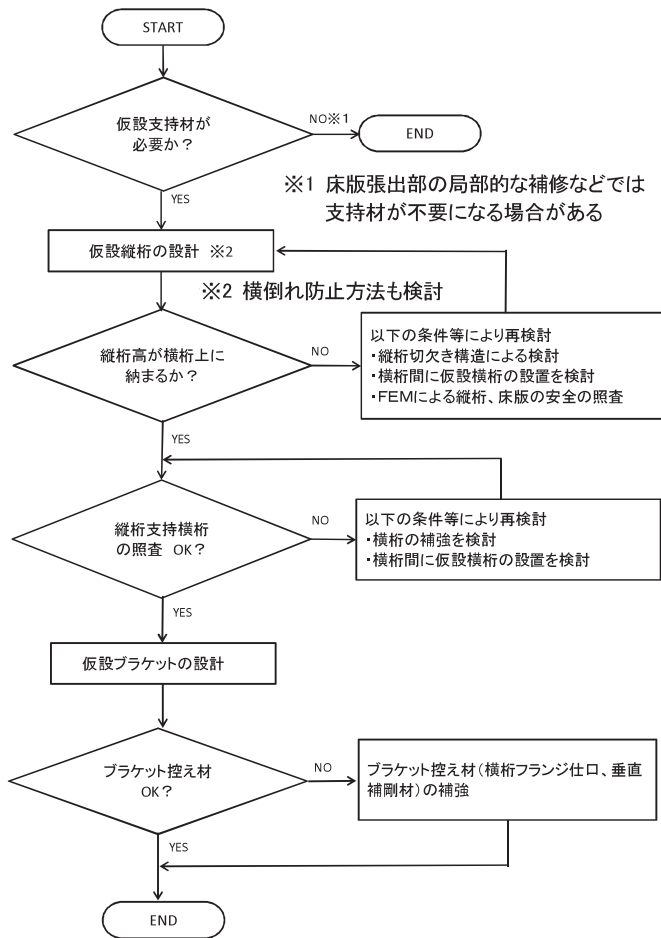 START
仮設支持材が
必要か？
NO※1
END
YES
※1 床版張出部の局部的な補修などでは
支持材が不要になる場合がある
仮設縦桁の設計 ※2
※2 横倒れ防止方法も検討
縦桁高が横桁上に
納まるか？
NO
以下の条件等により再検討
・縦桁切欠き構造による検討
・横桁間に仮設横桁の設置を検討
・FEMによる縦桁、床版の安全の照査
YES
縦桁支持横桁
の照査 OK？
NO
以下の条件等により再検討
・横桁の補強を検討
・横桁間に仮設横桁の設置を検討
YES
仮設ブラケットの設計
ブラケット控え材
OK？
NO
ブラケット控え材（横桁フランジ仕口、垂直
補剛材）の補強
YES
END